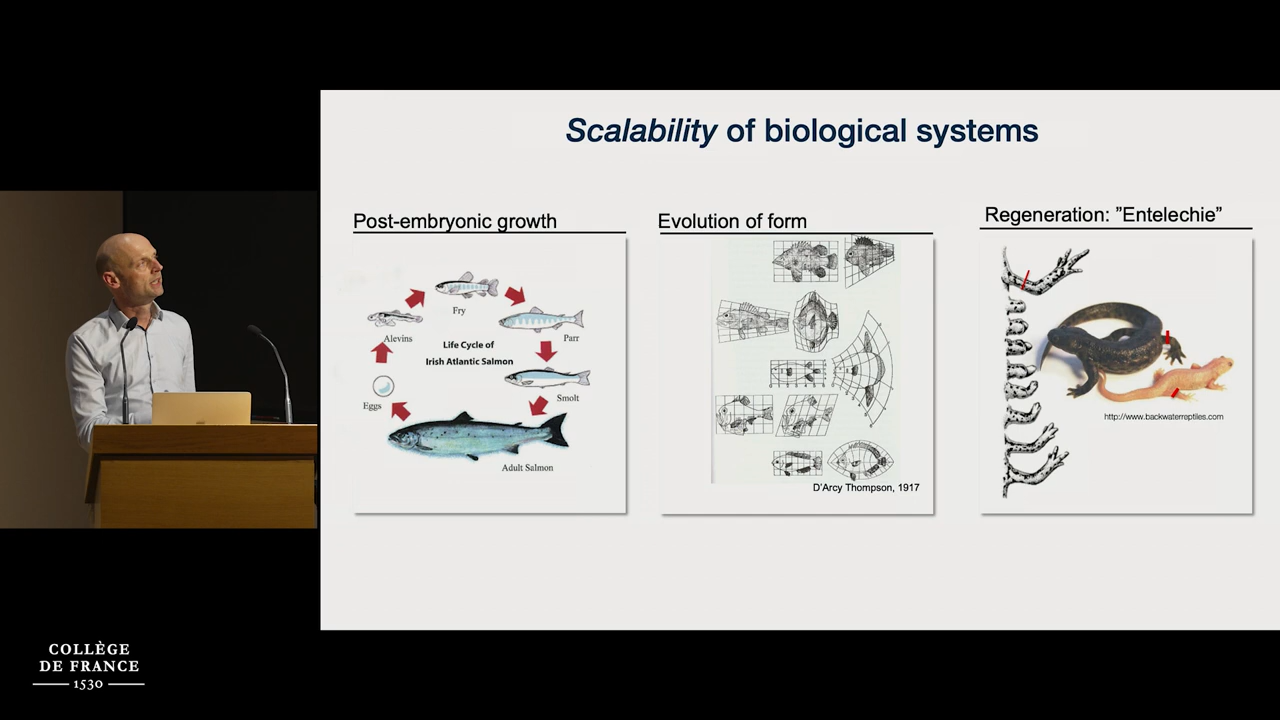 Scalability of biological systems
Post-embryonic growth
Fry
Alevins
Parr
Life Cycle of
Irish Atlantic Salmon
Smolt
Eggs
Adult Salmon
Evolution of form
D'Arcy Thompson, 1917
Regeneration: ”Entelechie”
http://www.backwaterreptiles.com
COLLÈGE
DE FRANCE
1530